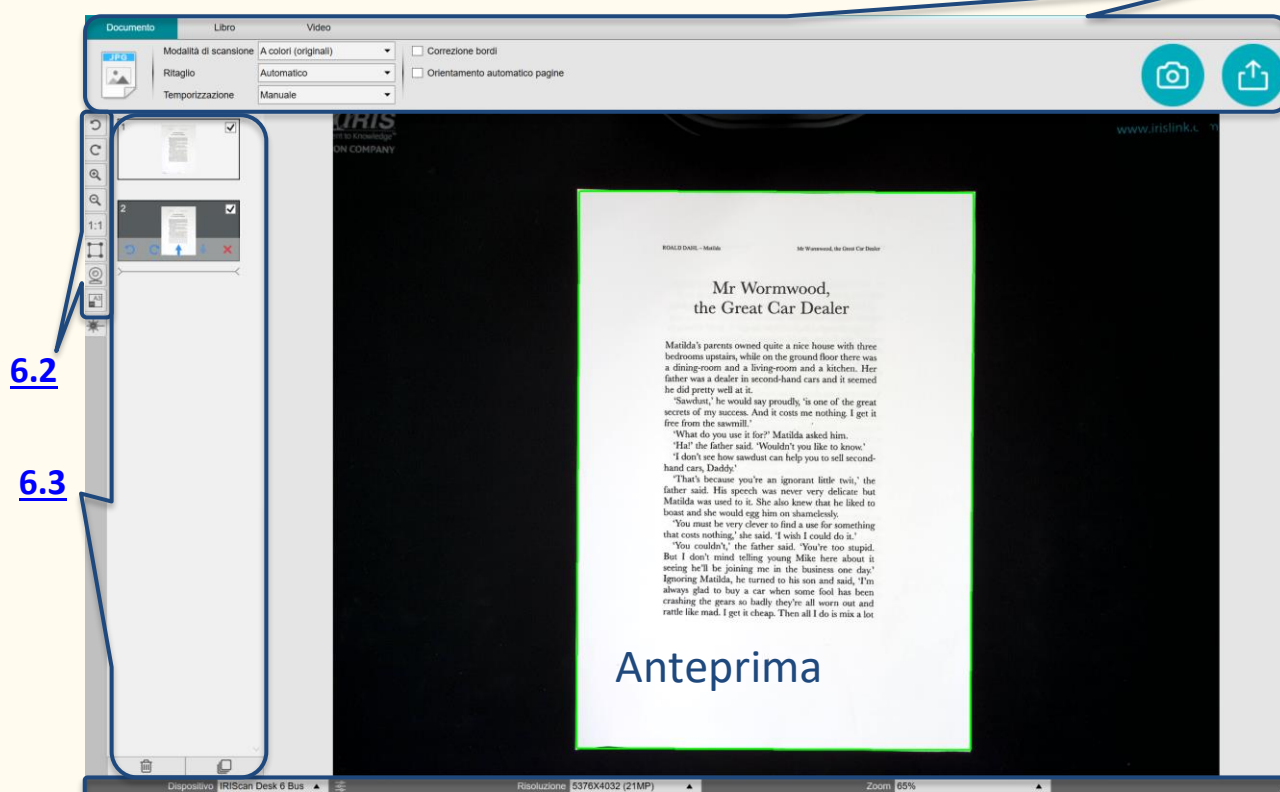 Documento Libro Video
JPG
Modalità di scansione A colori (originali)
Correzione bordi
Ritaglio Automatico
Orientamento automatico pagine
Temporizzazione Manuale
IRIS
to Knowledge
ON COMPANY
www.irislink.c m
1
2
1:1
A3
6.2
6.3
ROALD DAHL – Matilda Mr Wormwood, the Great Car Dealer
Mr Wormwood,
the Great Car Dealer
Matilda's parents owned quite a nice house with three
bedrooms upstairs, while on the ground floor there was
a dining-room and a living-room and a kitchen. Her
father was a dealer in second-hand cars and it seemed
he did pretty well at it.
'Sawdust,' he would say proudly, 'is one of the great
secrets of my success. And it costs me nothing. I get it
free from the sawmill.'
'What do you use it for?' Matilda asked him.
'Ha!' the father said. 'Wouldn't you like to know.'
'I don't see how sawdust can help you to sell second-
hand cars, Daddy.'
'That's because you're an ignorant little twit,' the
father said. His speech was never very delicate but
Matilda was used to it. She also knew that he liked to
boast and she would egg him on shamelessly.
'You must be very clever to find a use for something
that costs nothing,' she said. 'I wish I could do it.'
'You couldn't,' the father said. 'You're too stupid.
But I don't mind telling young Mike here about it
seeing he'll be joining me in the business one day.'
Ignoring Matilda, he turned to his son and said, 'I'm
always glad to buy a car when some fool has been
crashing the gears so badly they're all worn out and
rattle like mad. I get it cheap. Then all I do is mix a lot
Anteprima
Dispositivo IRIScan Desk 6 Bus Risoluzione 5376X4032 (21MP) Zoom 65%